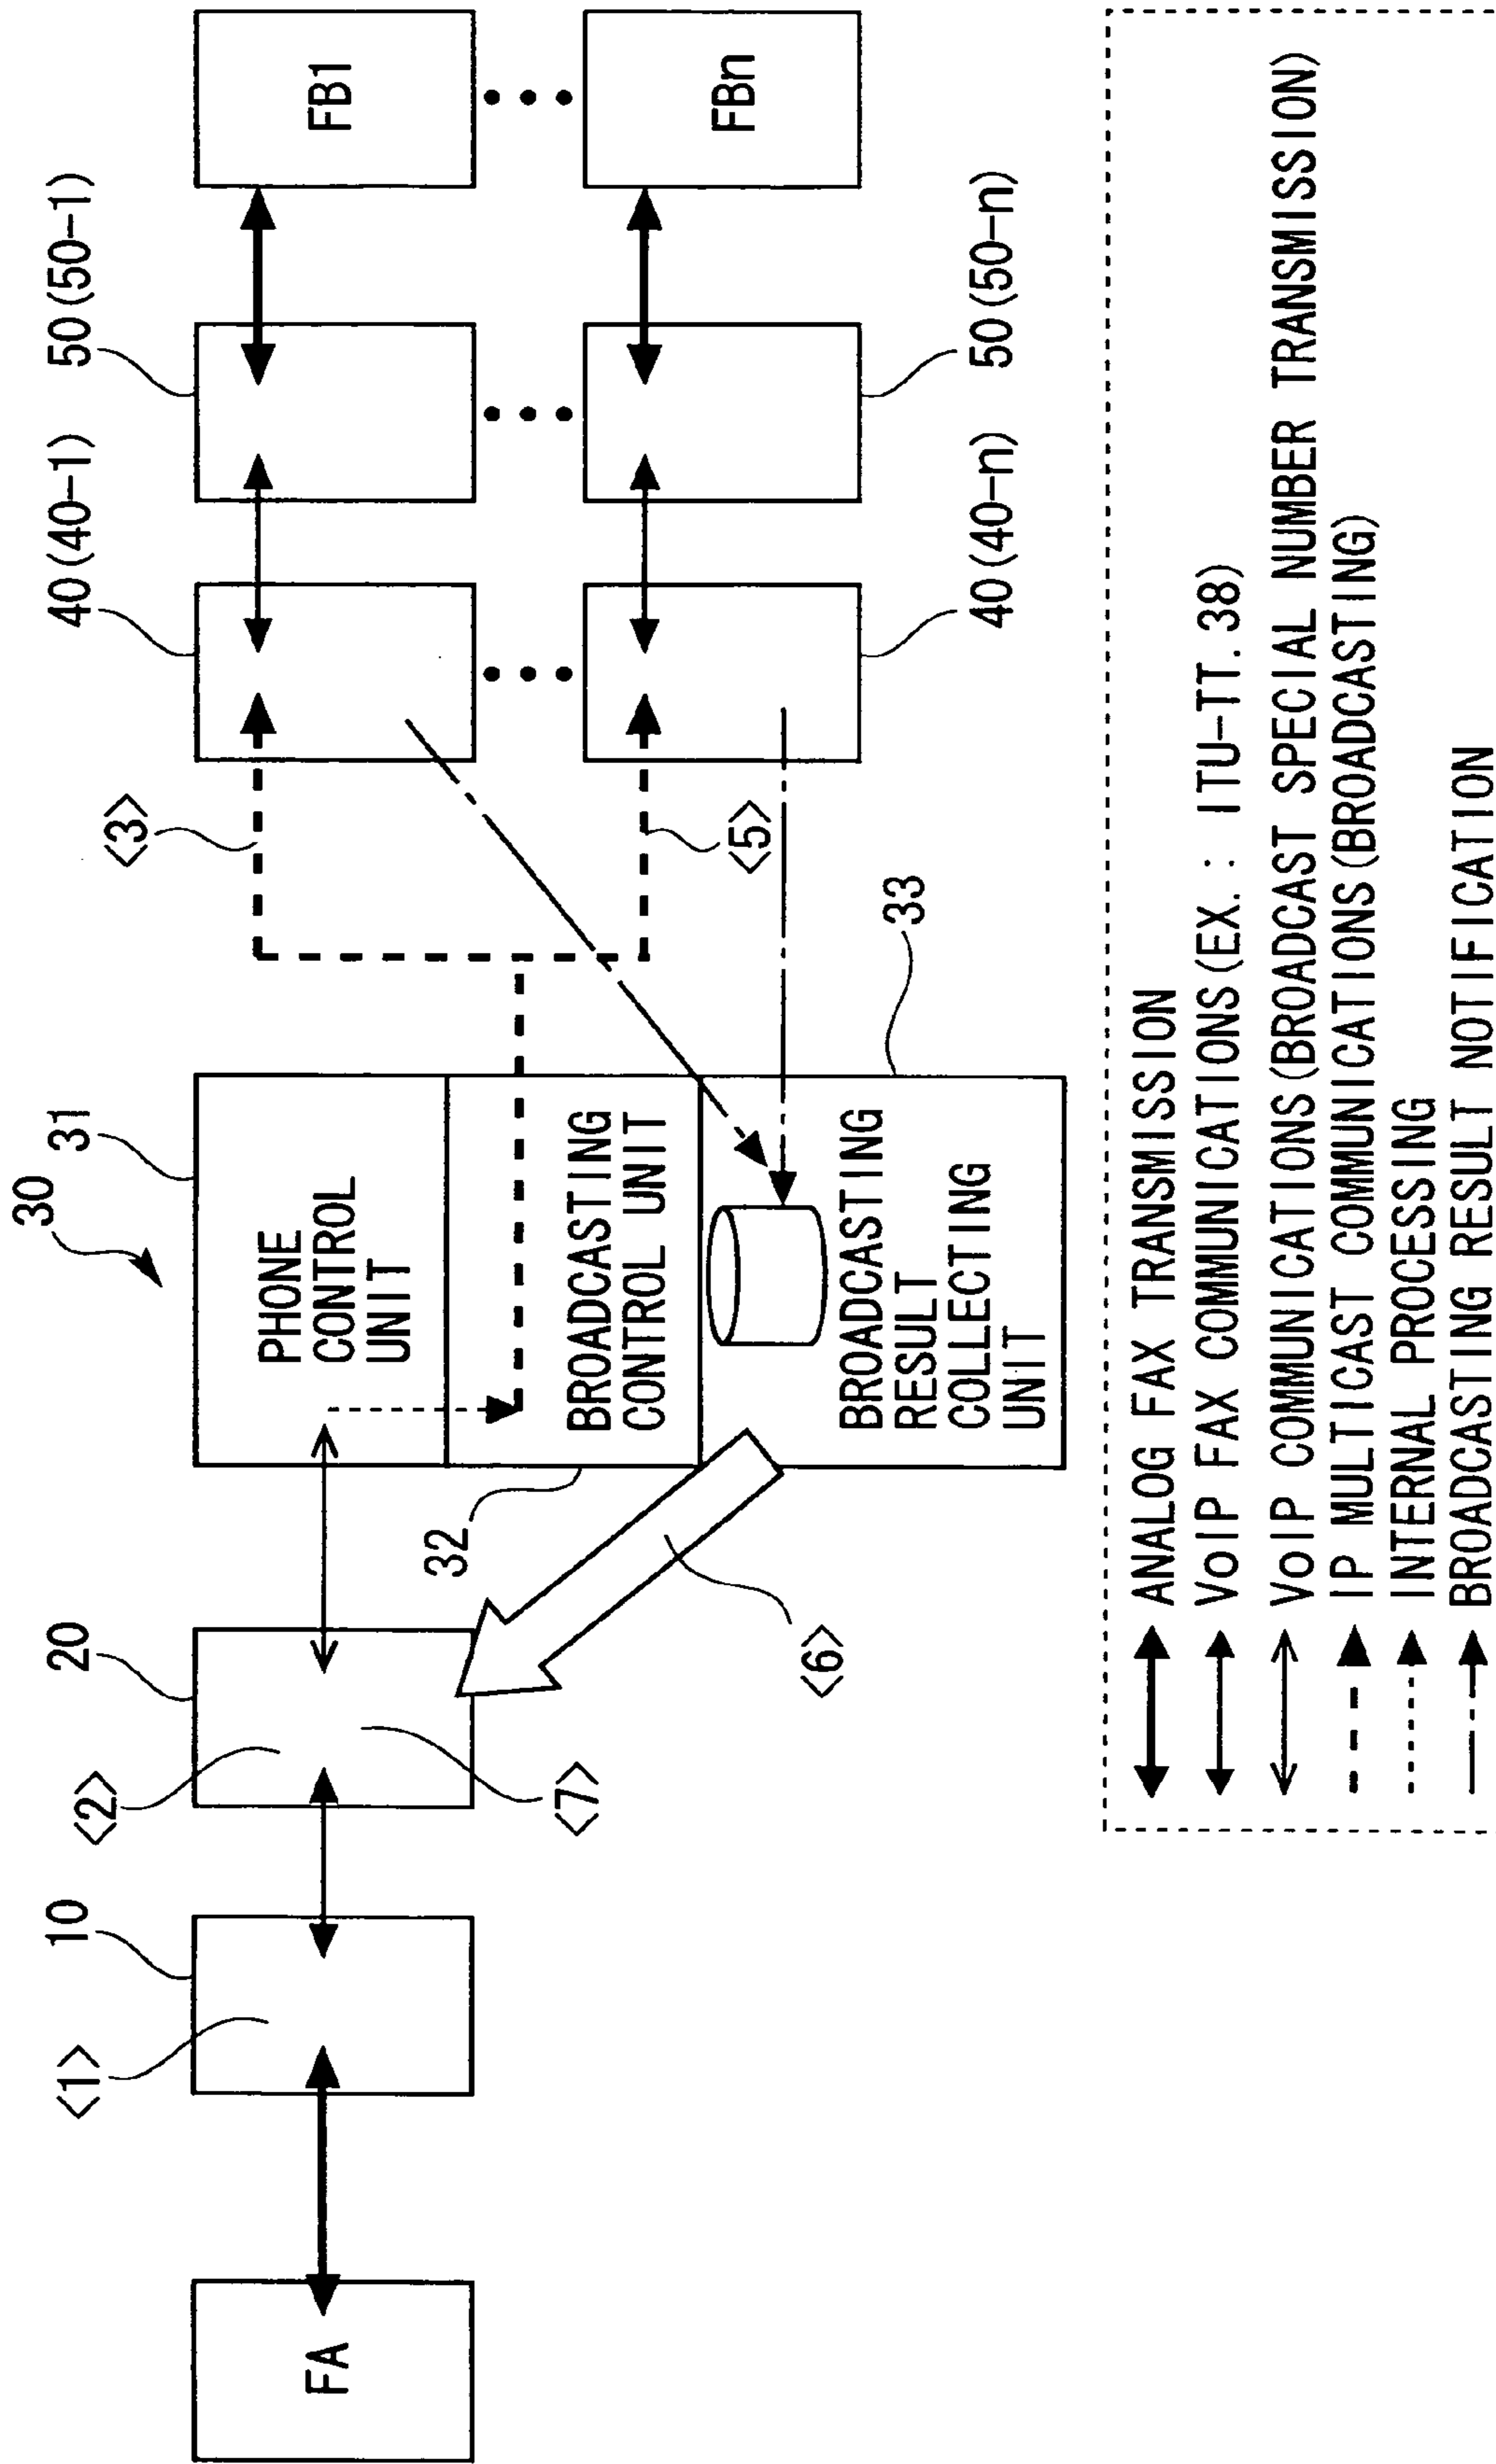 30
31
PHONE
CONTROL
UNIT
32
BROADCASTING
CONTROL UNIT
33
BROADCASTING
RESULT
COLLECTING
UNIT
FA
10
<1>
20
<2>
<7>
<6>
<3>
<5>
40(40-1)
50(50-1)
FB1
40(40-n)
50(50-n)
FBn
ANALOG FAX TRANSMISSION
VoIP FAX COMMUNICATIONS(EX.: ITU-TT.38)
VoIP COMMUNICATIONS(BROADCAST SPECIAL NUMBER TRANSMISSION)
IP MULTICAST COMMUNICATIONS(BROADCASTING)
INTERNAL PROCESSING
BROADCASTING RESULT NOTIFICATION